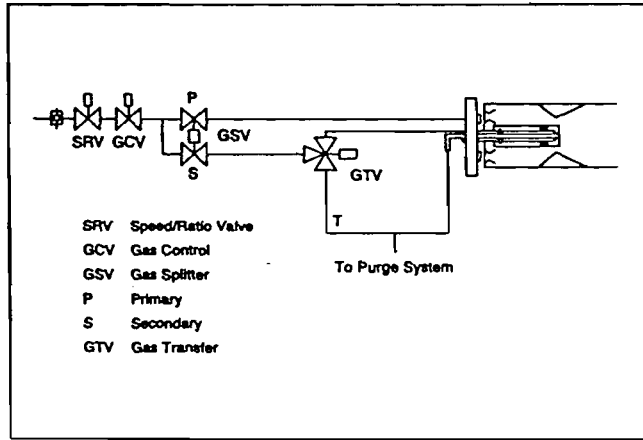 P
SRV GCV GSV
S
GTV
T
To Purge System
SRV Speed/Ratio Valve
GCV Gas Control
GSV Gas Splitter
P Primary
S Secondary
GTV Gas Transfer